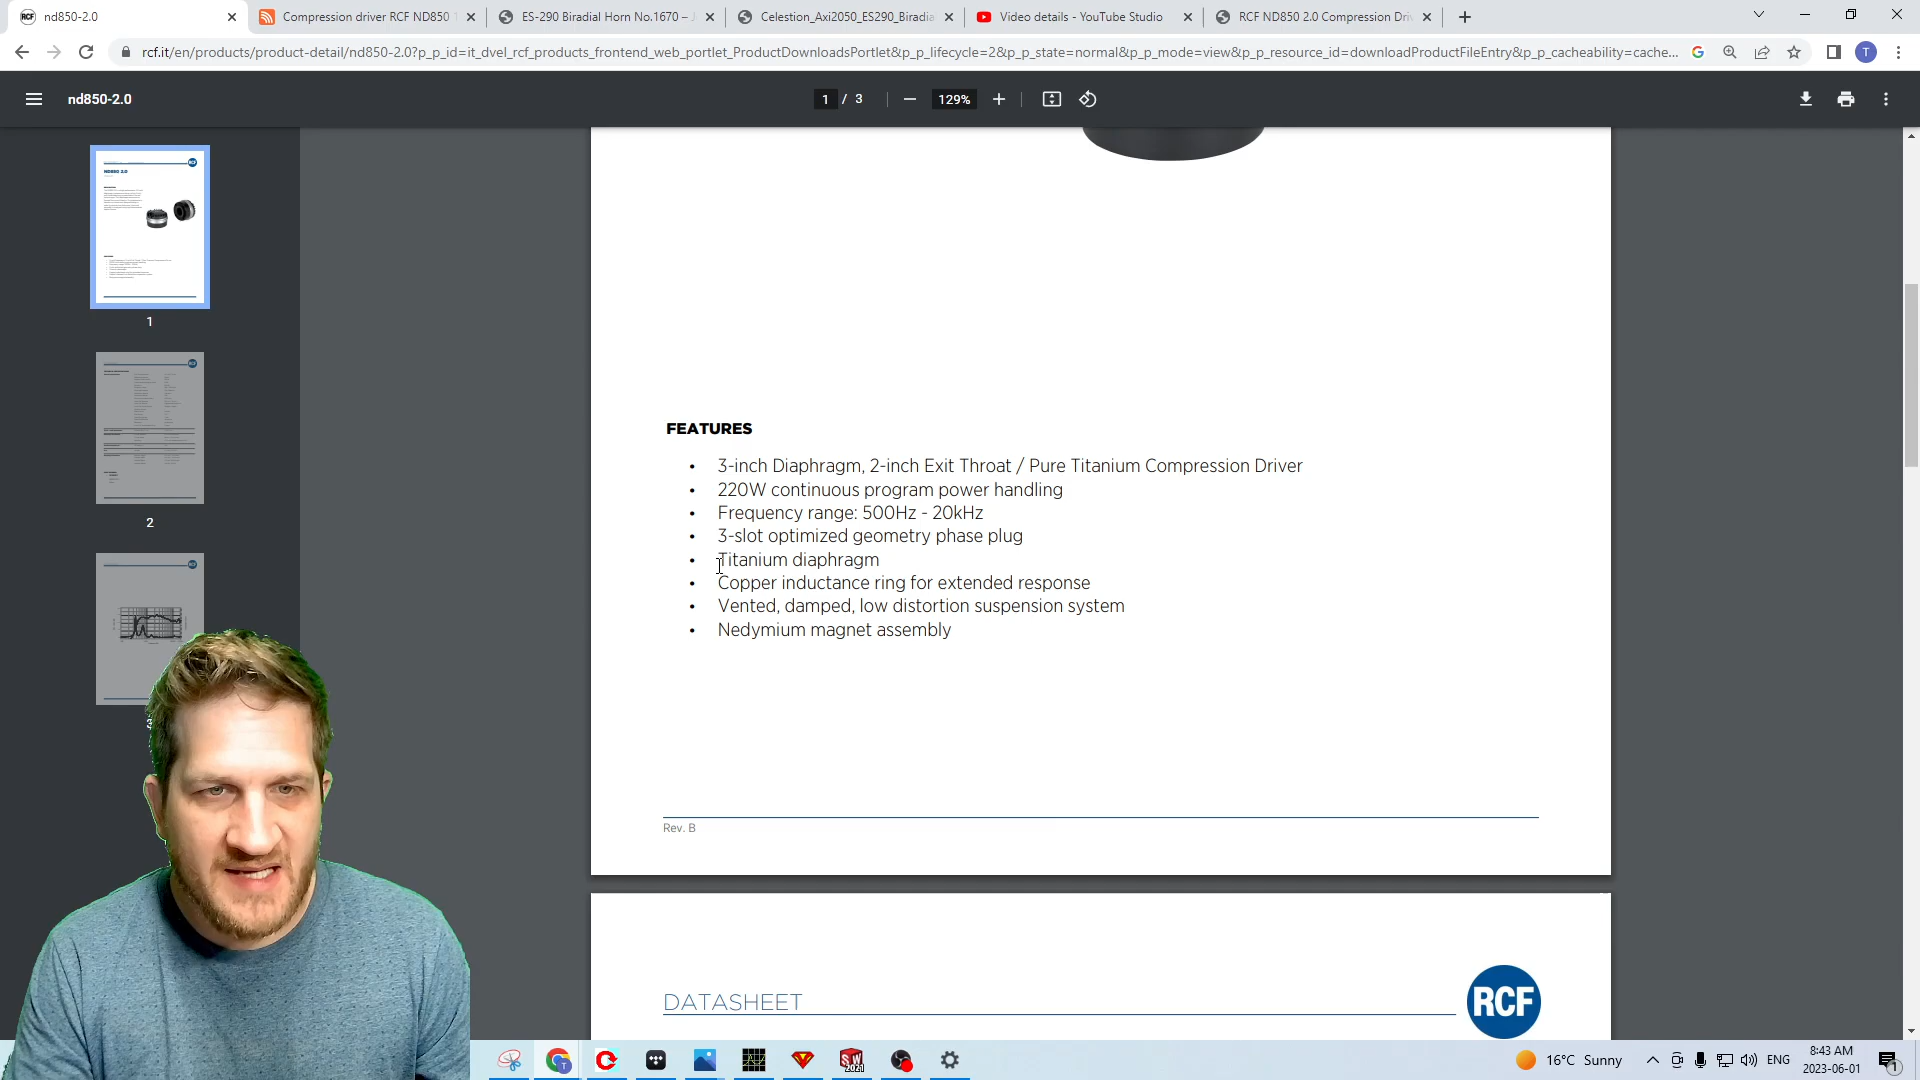 nd850-2.0
Compression driver RCF ND850
ES-290 Biradial Horn No.1670 –
Celestion_Axi2050_ES290_Biradia
Video details - YouTube Studio
RCF ND850 2.0 Compression Driv
rcf.it/en/products/product-detail/nd850-2.0?p_p_id=it_dvel_rcf_products_frontend_web_portlet_ProductDownloadsPortlet&p_p_lifecycle=2&p_p_state=normal&p_p_mode=view&p_p_resource_id=downloadProductFileEntry&p_p_cacheability=cache...
nd850-2.0
1 / 3
129%
1
2
FEATURES
• 3-inch Diaphragm, 2-inch Exit Throat / Pure Titanium Compression Driver
• 220W continuous program power handling
• Frequency range: 500Hz - 20kHz
• 3-slot optimized geometry phase plug
• Titanium diaphragm
• Copper inductance ring for extended response
• Vented, damped, low distortion suspension system
• Nedymium magnet assembly
Rev. B
DATASHEET
RCF
16°C Sunny
ENG
8:43 AM
2023-06-01
1